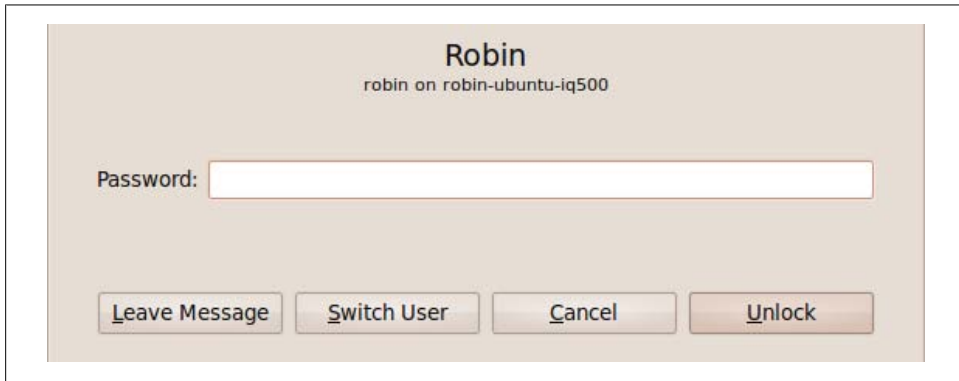 Robin
robin on robin-ubuntu-iq500
Password:
Leave Message Switch User Cancel Unlock